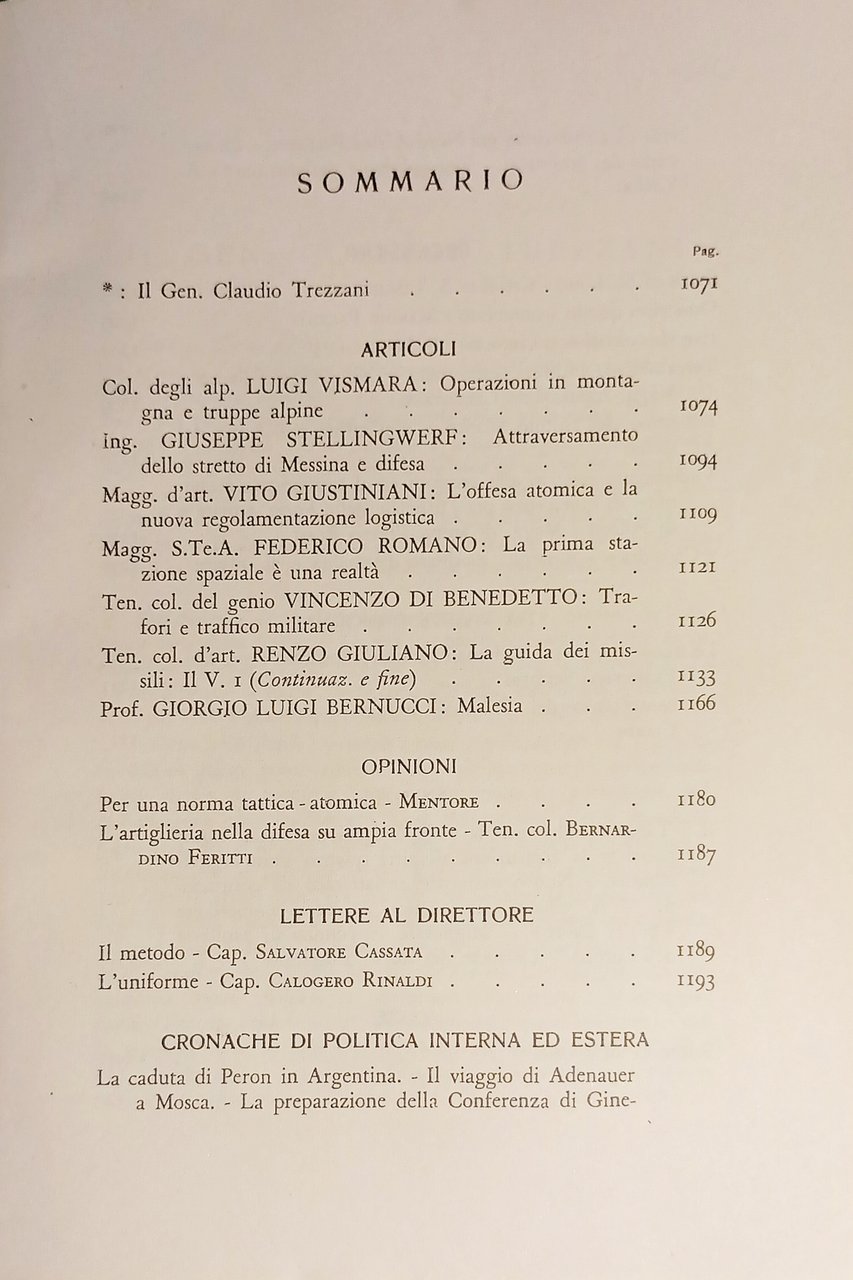 SOMMARIO
Pag.
* : Il Gen. Claudio Trezzani . . . . . . 1071
ARTICOLI
Col. degli alp. LUIGI VISMARA: Operazioni in monta-
gna e truppe alpine . . . . . . . 1074
ing. GIUSEPPE STELLINGWERF: Attraversamento
dello stretto di Messina e difesa . . . . . 1094
Magg. d'art. VITO GIUSTINIANI: L'offesa atomica e la
nuova regolamentazione logistica . . . . . 1109
Magg. S.Te.A. FEDERICO ROMANO: La prima sta-
zione spaziale è una realtà . . . . . . 1121
Ten. col. del genio VINCENZO DI BENEDETTO: Tra-
fori e traffico militare . . . . . . . 1126
Ten. col. d'art. RENZO GIULIANO: La guida dei mis-
sili: Il V. 1 (Continuaz. e fine) . . . . . 1133
Prof. GIORGIO LUIGI BERNUCCI: Malesia . . . 1166
OPINIONI
Per una norma tattica - atomica - MENTORE . . . . 1180
L'artiglieria nella difesa su ampia fronte - Ten. col. BERNAR-
DINO FERITTI . . . . . . . . . 1187
LETTERE AL DIRETTORE
Il metodo - Cap. SALVATORE CASSATA . . . . . 1189
L'uniforme - Cap. CALOGERO RINALDI . . . . . 1193
CRONACHE DI POLITICA INTERNA ED ESTERA
La caduta di Peron in Argentina. - Il viaggio di Adenauer
a Mosca. - La preparazione della Conferenza di Gine-